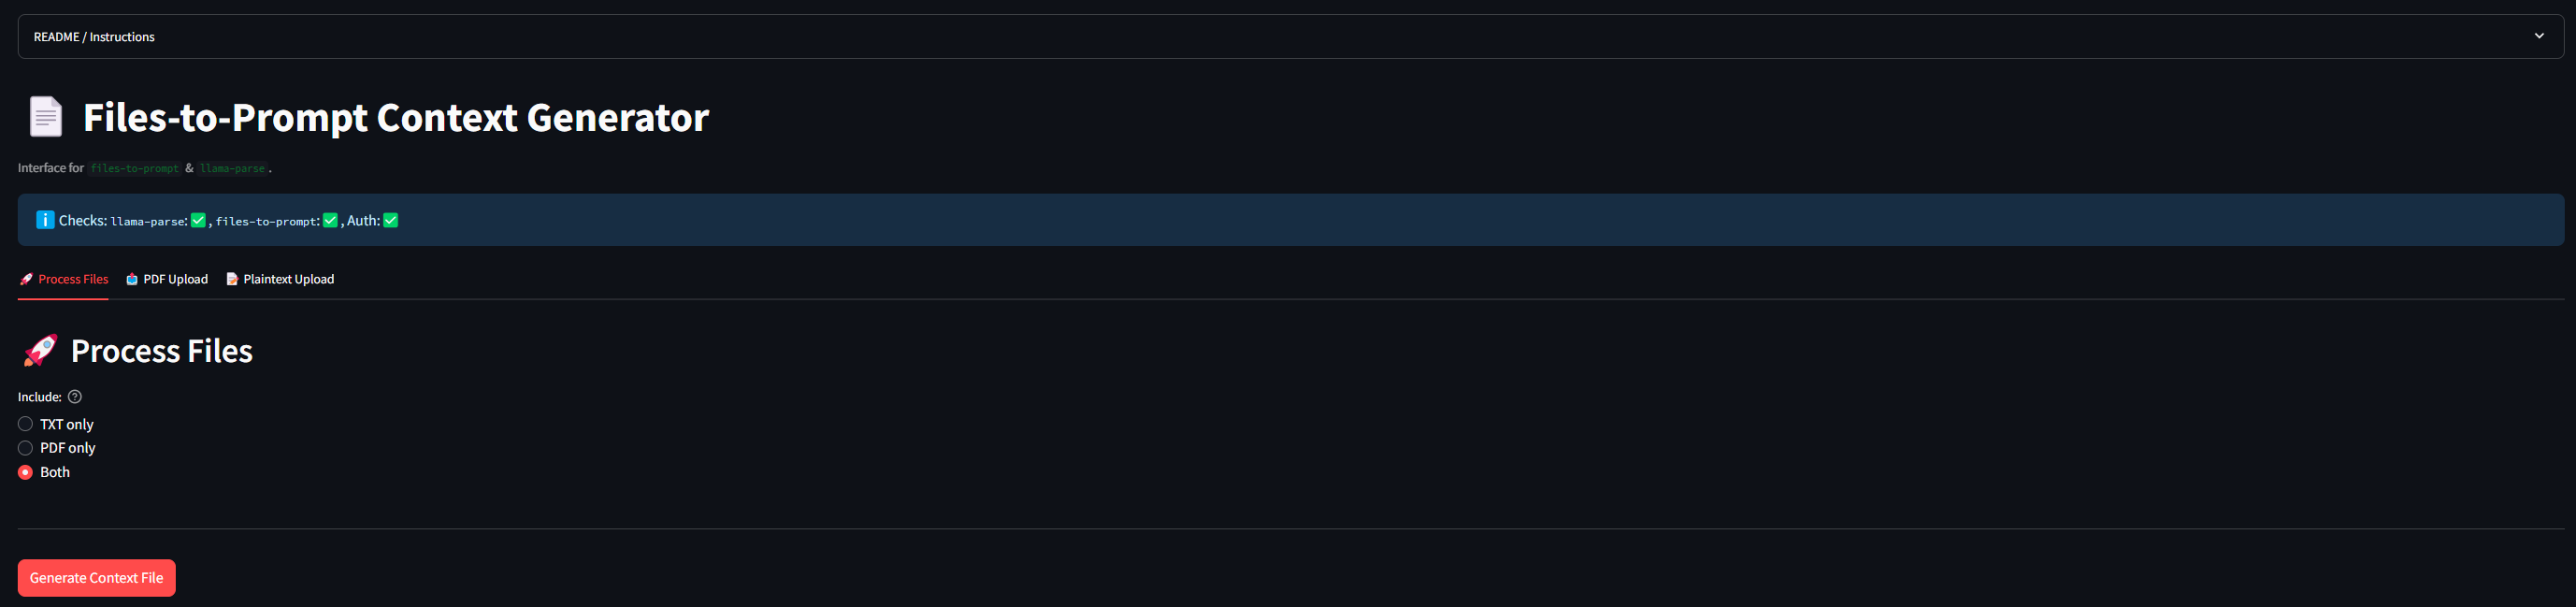 README / Instructions
Files-to-Prompt Context Generator
Interface for files-to-prompt & llama-parse.
Checks: llama-parse: ✅, files-to-prompt: ✅, Auth: ✅
Process Files PDF Upload Plaintext Upload
Process Files
Include:
TXT only
PDF only
Both
Generate Context File